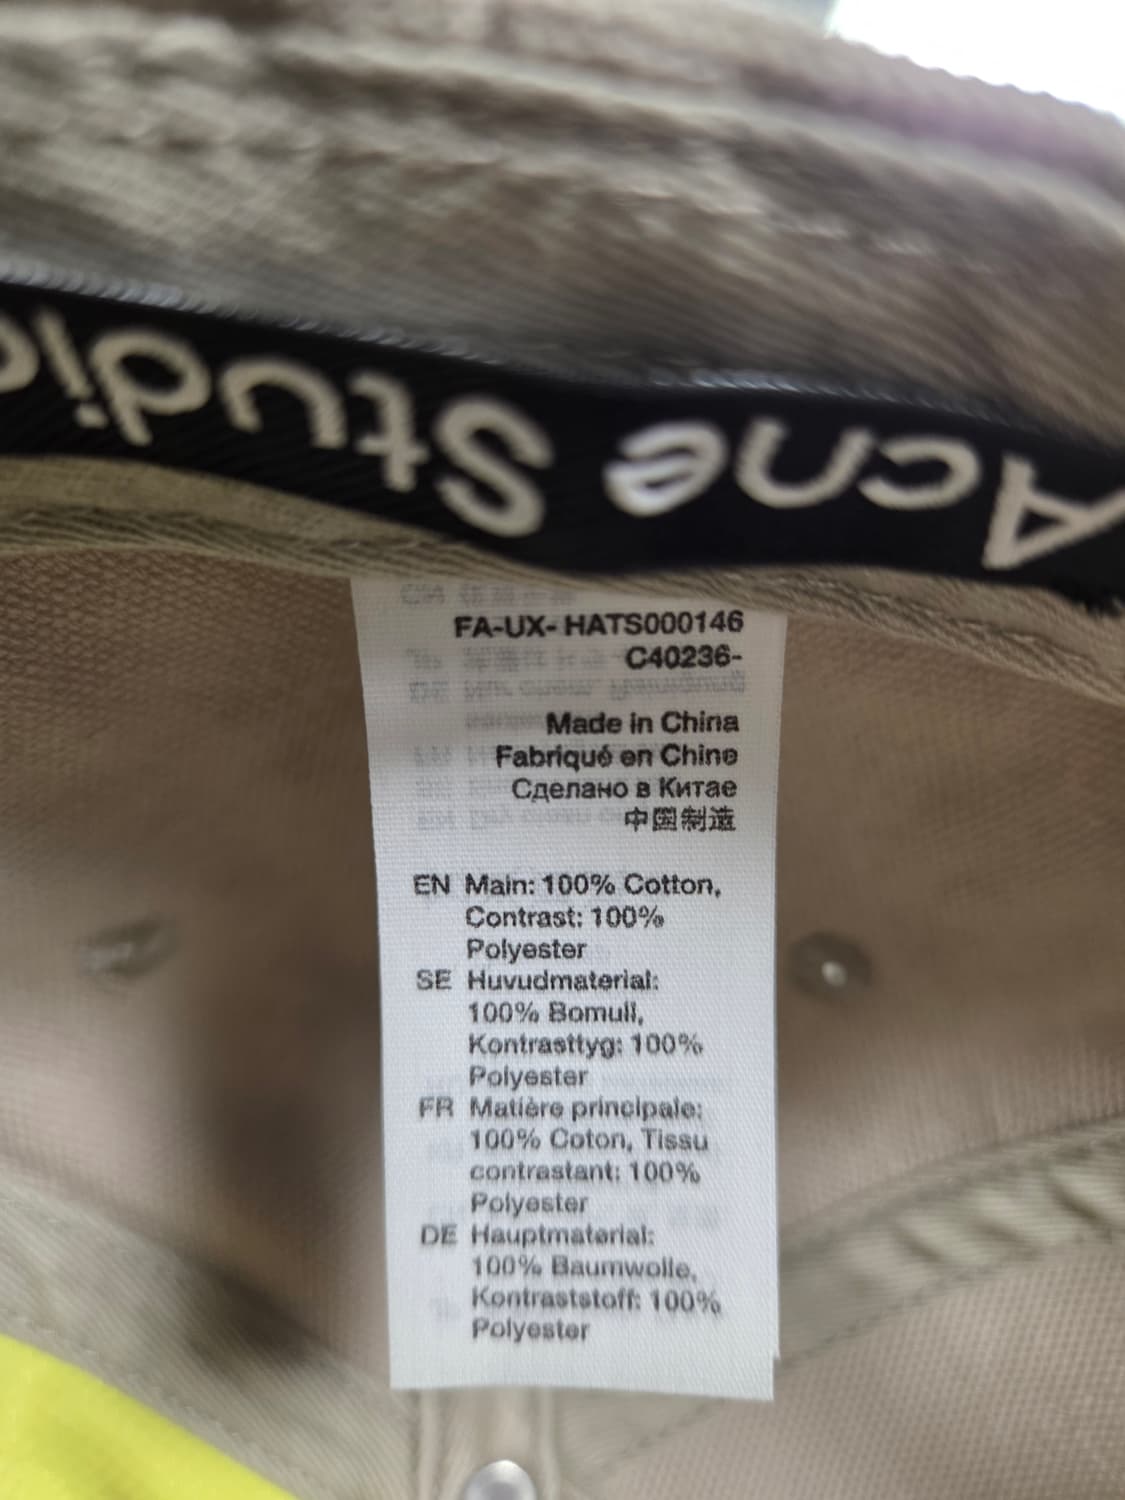 Acne Studio
FA-UX- HATS000146
C40236-
Made in China
Fabriqué en Chine
Сделано в Китае
中国制造
EN Main: 100% Cotton,
Contrast: 100%
Polyester
SE Huvudmaterial:
100% Bomull,
Kontrasttyg: 100%
Polyester
FR Matière principale:
100% Coton, Tissu
contrastant: 100%
Polyester
DE Hauptmaterial:
100% Baumwolle,
Kontraststoff: 100%
Polyester